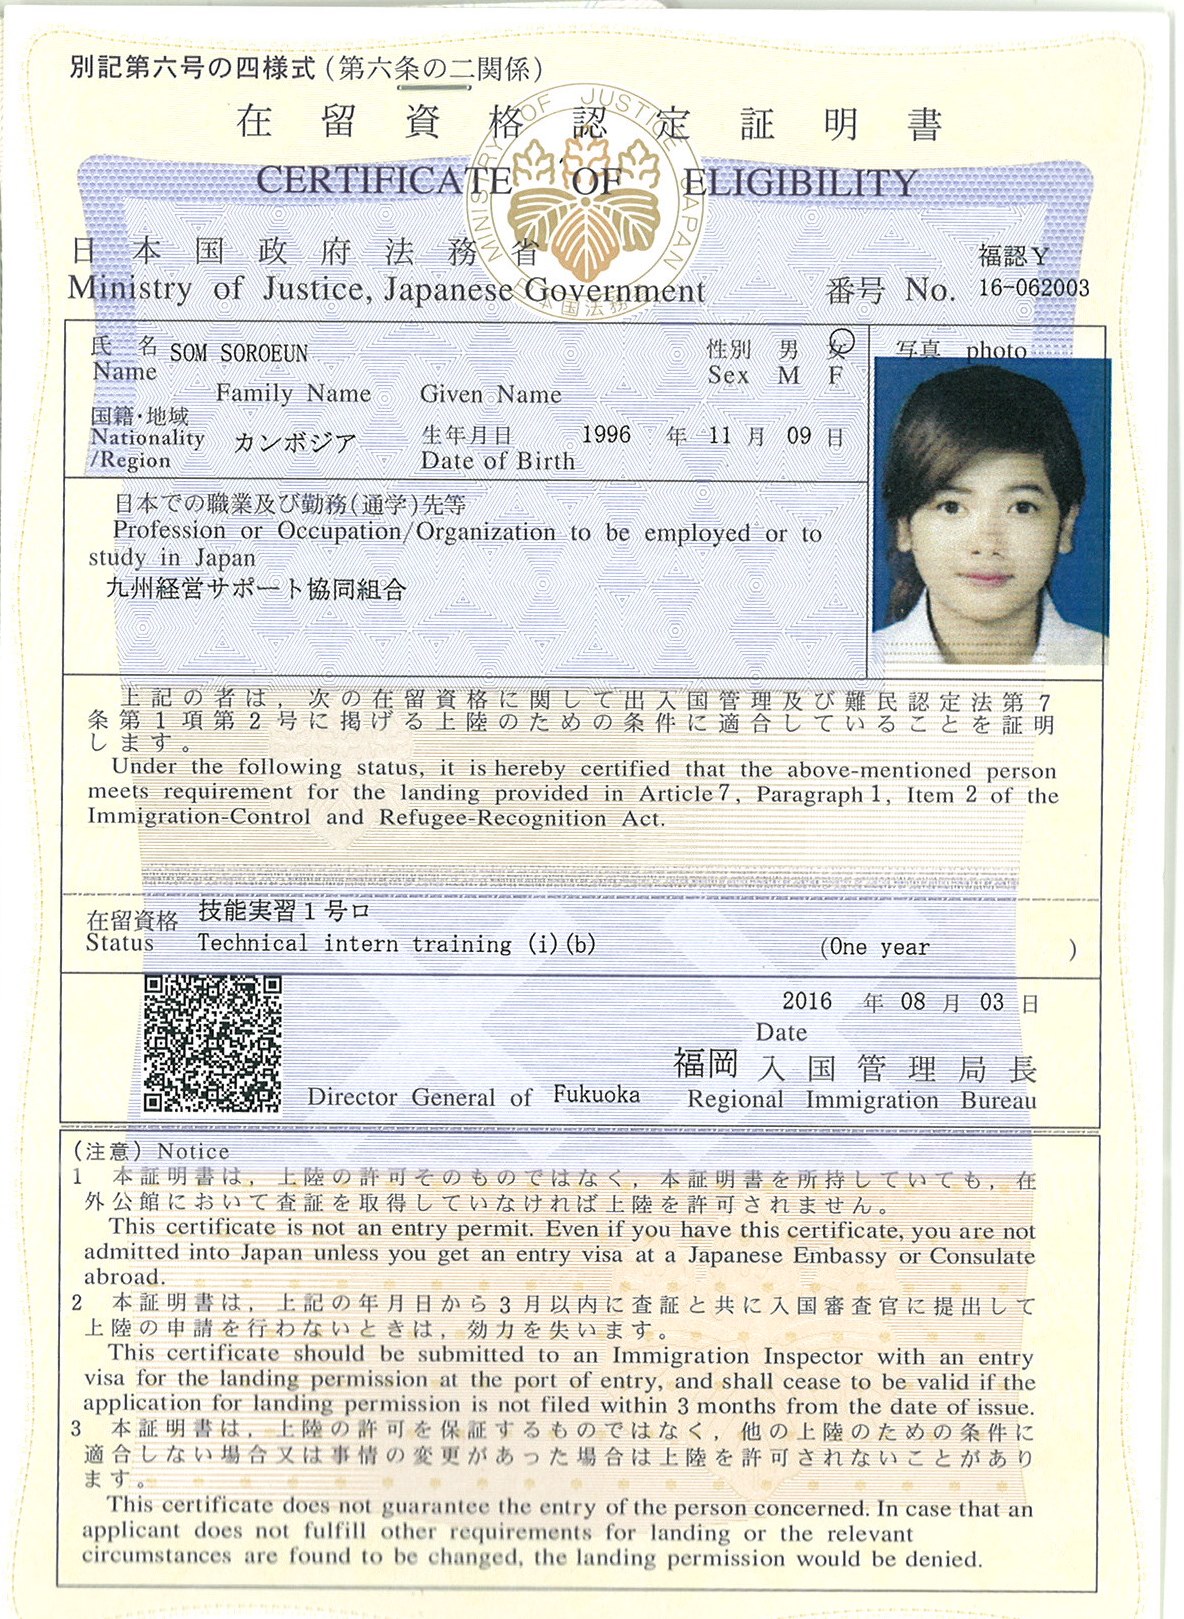 別記第六号の四様式(第六条の二関係)
在留資格認定証明書
CERTIFICATE OF ELIGIBILITY
MINISTRY OF JUSTICE JAPAN
日本国政府法務省
福認Y
Ministry of Justice, Japanese Government 番号 No. 16-062003
氏名 SOM SOROEUN 性別 男 女 写真 photo
Name Sex M F
Family Name Given Name
国籍・地域
Nationality カンボジア 生年月日 1996 年 11 月 09 日
/Region Date of Birth
日本での職業及び勤務(通学)先等
Profession or Occupation/Organization to be employed or to
study in Japan
九州経営サポート協同組合
上記の者は,次の在留資格に関して出入国管理及び難民認定法第7
条第1項第2号に掲げる上陸のための条件に適合していることを証明
します。
Under the following status, it is hereby certified that the above-mentioned person
meets requirement for the landing provided in Article 7, Paragraph 1, Item 2 of the
Immigration-Control and Refugee-Recognition Act.
在留資格 技能実習1号ロ
Status Technical intern training (i)(b) (One year )
2016 年 08 月 03 日
Date
福岡 入国管理局長
Director General of Fukuoka Regional Immigration Bureau
(注意) Notice
1 本証明書は,上陸の許可そのものではなく,本証明書を所持していても,在
外公館において査証を取得していなければ上陸を許可されません。
This certificate is not an entry permit. Even if you have this certificate, you are not
admitted into Japan unless you get an entry visa at a Japanese Embassy or Consulate
abroad.
2 本証明書は,上記の年月日から3月以内に査証と共に入国審査官に提出して
上陸の申請を行わないときは,効力を失います。
This certificate should be submitted to an Immigration Inspector with an entry
visa for the landing permission at the port of entry, and shall cease to be valid if the
application for landing permission is not filed within 3 months from the date of issue.
3 本証明書は,上陸の許可を保証するものではなく,他の上陸のための条件に
適合しない場合又は事情の変更があった場合は上陸を許可されないことがあり
ます。
This certificate does not guarantee the entry of the person concerned. In case that an
applicant does not fulfill other requirements for landing or the relevant
circumstances are found to be changed, the landing permission would be denied.